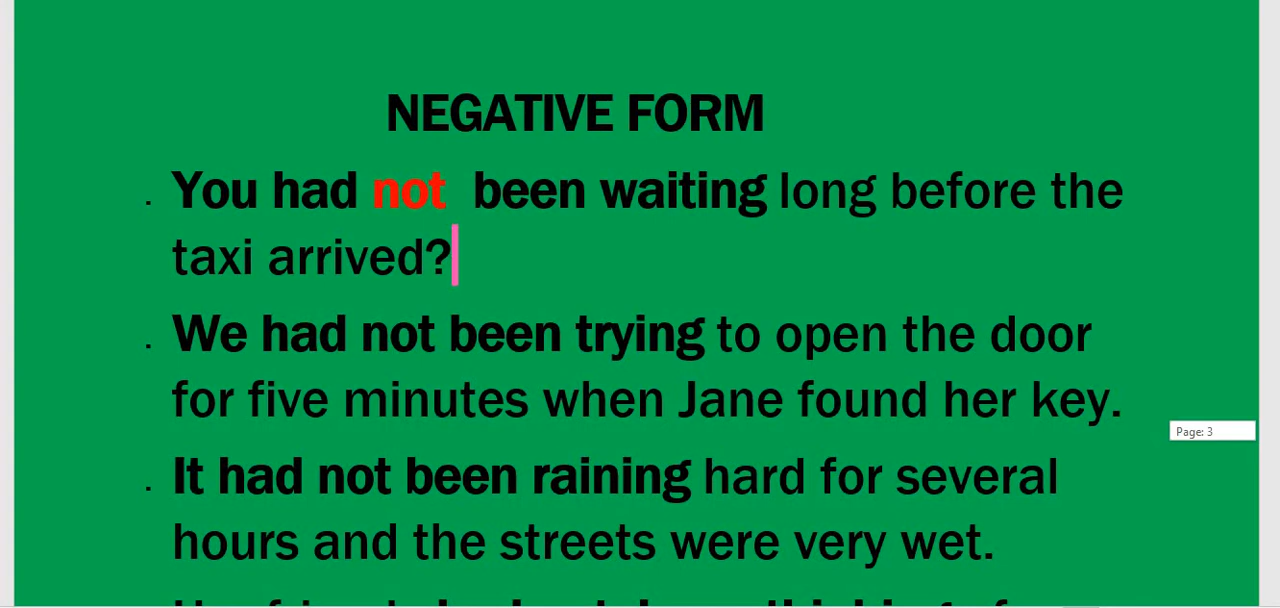 NEGATIVE FORM
You had not been waiting long before the
taxi arrived?
We had not been trying to open the door
for five minutes when Jane found her key.
Page: 3
It had not been raining hard for several
hours and the streets were very wet.